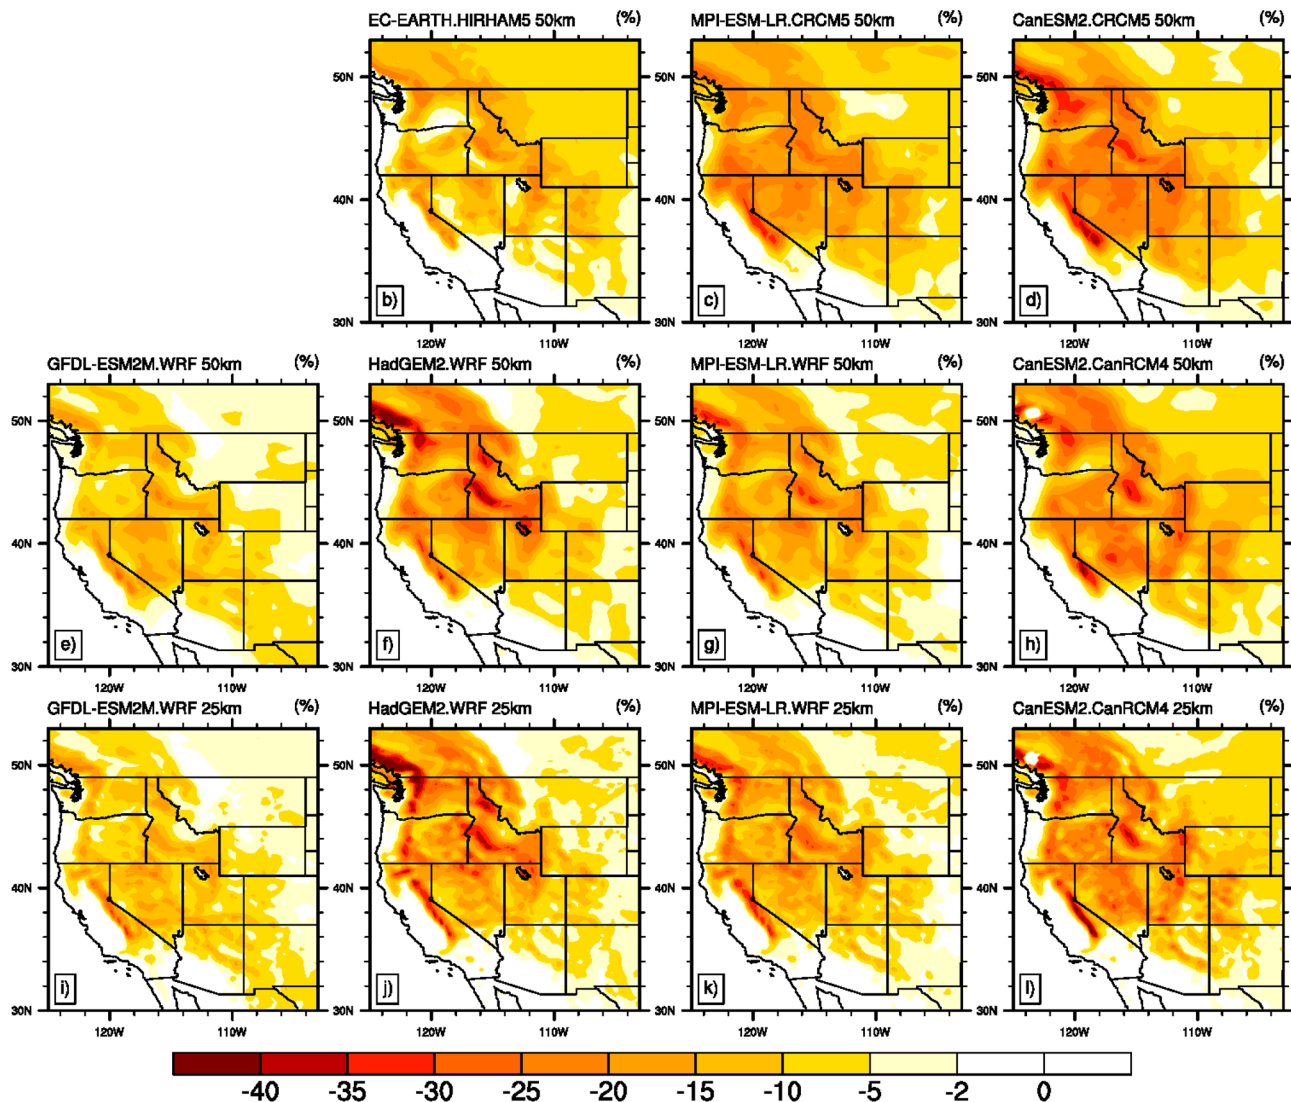 EC-EARTH.HIRHAM5 50km (%) MPI-ESM-LR.CRCM5 50km (%) CanESM2.CRCM5 50km (%)
50N 50N 50N
40N 40N 40N
b) c) d)
30N 30N 30N
120W 110W 120W 110W 120W 110W
GFDL-ESM2M.WRF 50km (%) HadGEM2.WRF 50km (%) MPI-ESM-LR.WRF 50km (%) CanESM2.CanRCM4 50km (%)
50N 50N 50N 50N
40N 40N 40N 40N
e) f) g) h)
30N 30N 30N 30N
120W 110W 120W 110W 120W 110W 120W 110W
GFDL-ESM2M.WRF 25km (%) HadGEM2.WRF 25km (%) MPI-ESM-LR.WRF 25km (%) CanESM2.CanRCM4 25km (%)
50N 50N 50N 50N
40N 40N 40N 40N
i) j) k) l)
30N 30N 30N 30N
120W 110W 120W 110W 120W 110W 120W 110W
-40 -35 -30 -25 -20 -15 -10 -5 -2 0